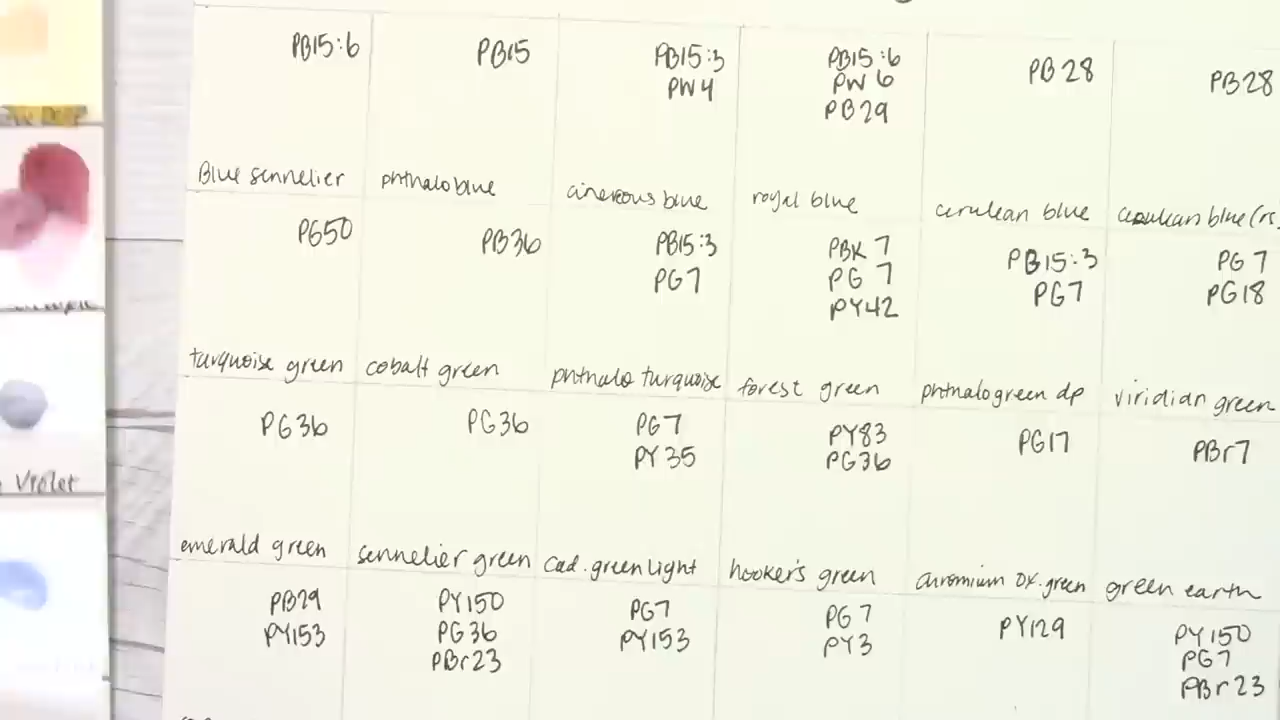 PB15:6
PB15
PB15:3
PW4
PB15:6
PW6
PB29
PB28
PB28
Blue sennelier
phthalo blue
cinereous blue
royal blue
cerulean blue
cerulean blue (rs
PG50
PB36
PB15:3
PG7
PBK 7
PG 7
PY42
PB15:3
PG7
PG 7
PG18
turquoise green
cobalt green
phthalo turquoise
forest green
phthalo green dp
viridian green
PG36
PG36
PG7
PY35
PY83
PG36
PG17
PBr7
emerald green
sennelier green
cad. green light
hooker's green
chromium ox. green
green earth
PB29
PY153
PY150
PG36
PBr23
PG7
PY153
PG 7
PY3
PY129
PY150
PG7
PBr23
Violet